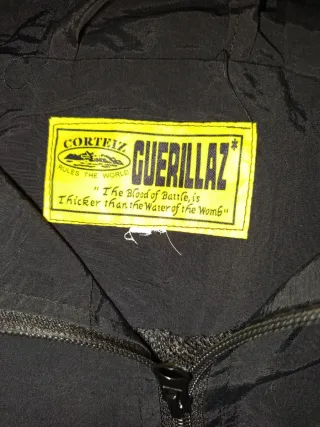 CORTEIZ
RULES THE WORLD
GUERILLAZ*
"The Blood of Battle, is
Thicker than the Water of the Womb"